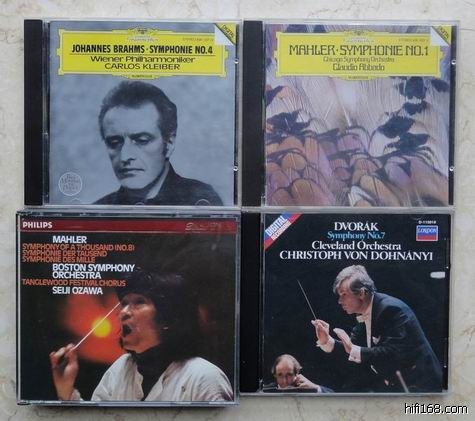 JOHANNES BRAHMS · SYMPHONIE NO. 4
Wiener Philharmoniker
CARLOS KLEIBER
MAHLER · SYMPHONIE NO. 1
Chicago Symphony Orchestra
Claudio Abbado
PHILIPS
MAHLER
SYMPHONY OF A THOUSAND (NO. 8)
SYMPHONIE DER TAUSEND
SYMPHONIE DES MILLE
BOSTON SYMPHONY
ORCHESTRA
TANGLEWOOD FESTIVAL CHORUS
SEIJI OZAWA
DIGITAL
RECORDING
DVOŘÁK
Symphony No. 7
Cleveland Orchestra
CHRISTOPH VON DOHNÁNYI
LONDON
hifi168.com